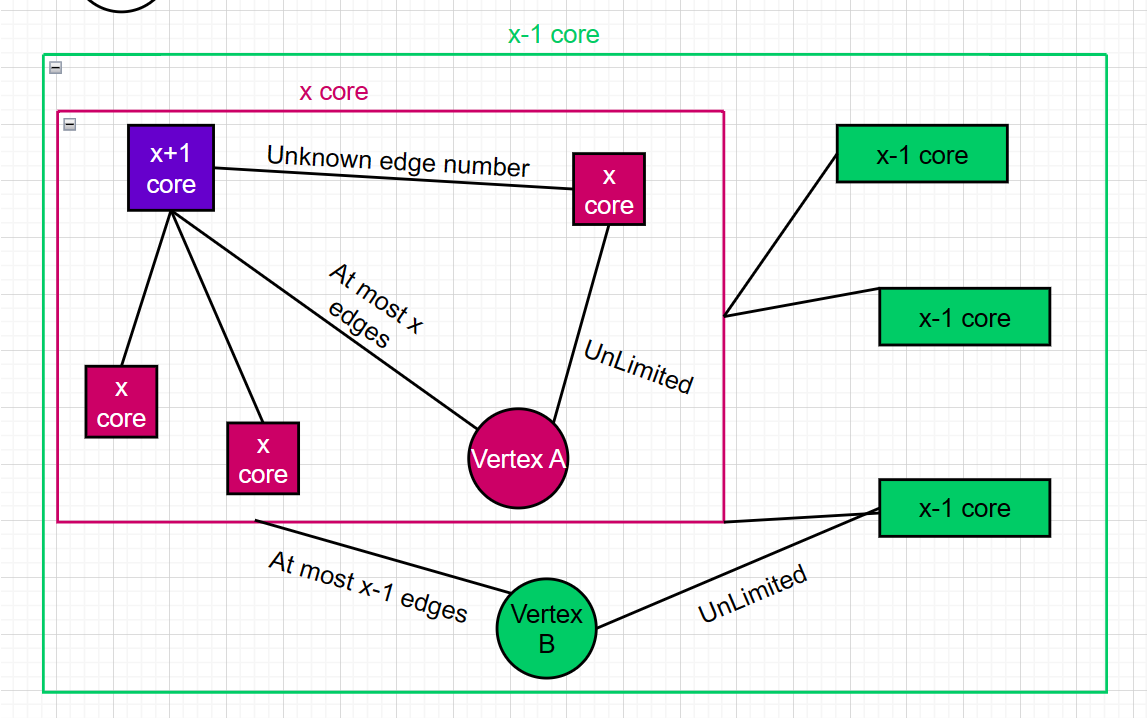 x-1 core
x core
x+1
core
Unknown edge number
x
core
x-1 core
At most x
edges
x-1 core
UnLimited
x
core
x
core
Vertex A
x-1 core
At most x-1 edges
Vertex
B
UnLimited